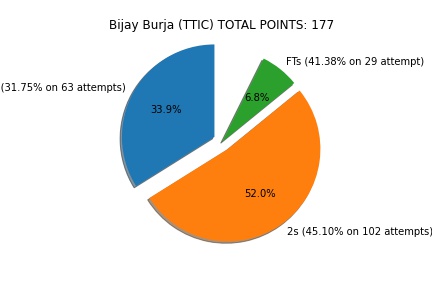 Bijay Burja (TTIC) TOTAL POINTS: 177
FTs (41.38% on 29 attempt)
(31.75% on 63 attempts)
6.8%
33.9%
52.0%
2s (45.10% on 102 attempts)